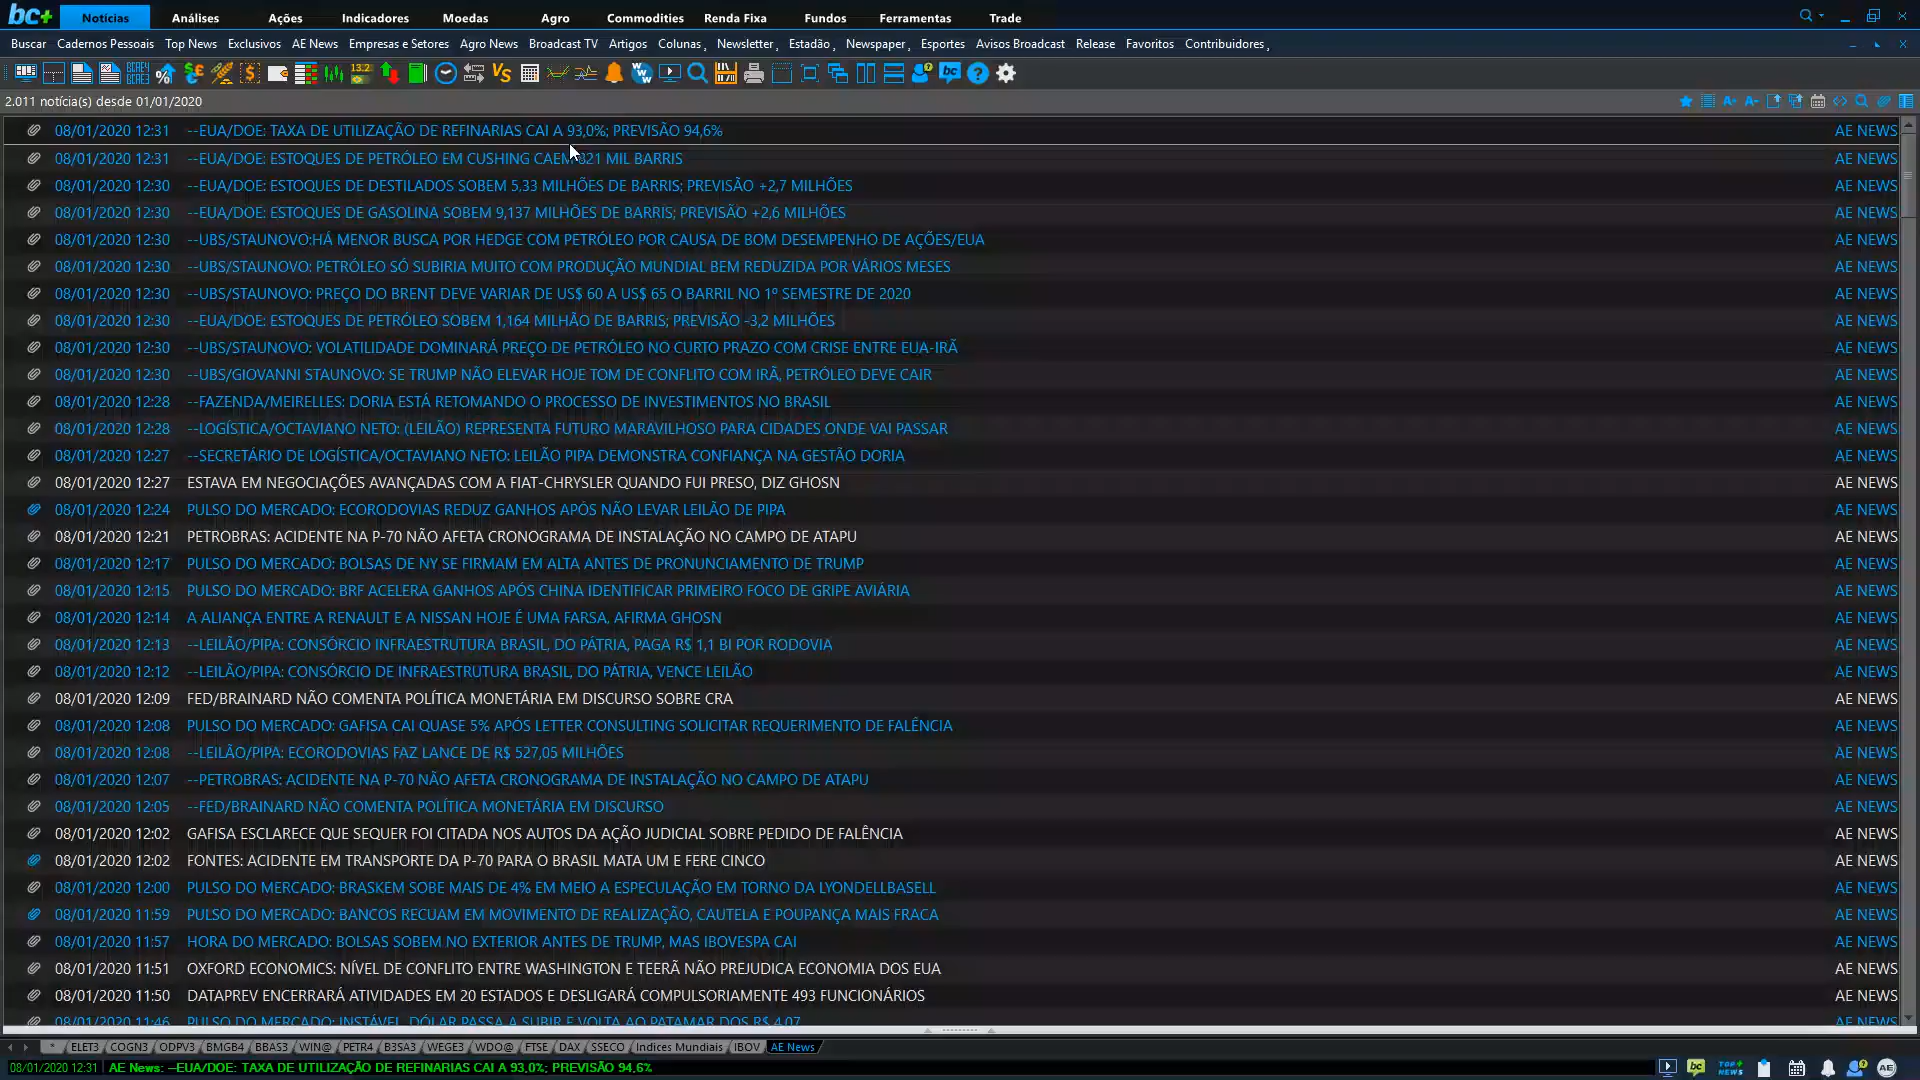 bc+ Notícias Análises Ações Indicadores Moedas Agro Commodities Renda Fixa Fundos Ferramentas Trade
Buscar Cadernos Pessoais Top News Exclusivos AE News Empresas e Setores Agro News Broadcast TV Artigos Colunas Newsletter Estadão Newspaper Esportes Avisos Broadcast Release Favoritos Contribuidores
2.011 notícia(s) desde 01/01/2020
08/01/2020 12:31 --EUA/DOE: TAXA DE UTILIZAÇÃO DE REFINARIAS CAI A 93,0%; PREVISÃO 94,6% AE NEWS
08/01/2020 12:31 --EUA/DOE: ESTOQUES DE PETRÓLEO EM CUSHING CAEM 821 MIL BARRIS AE NEWS
08/01/2020 12:30 --EUA/DOE: ESTOQUES DE DESTILADOS SOBEM 5,33 MILHÕES DE BARRIS; PREVISÃO +2,7 MILHÕES AE NEWS
08/01/2020 12:30 --EUA/DOE: ESTOQUES DE GASOLINA SOBEM 9,137 MILHÕES DE BARRIS; PREVISÃO +2,6 MILHÕES AE NEWS
08/01/2020 12:30 --UBS/STAUNOVO:HÁ MENOR BUSCA POR HEDGE COM PETRÓLEO POR CAUSA DE BOM DESEMPENHO DE AÇÕES/EUA AE NEWS
08/01/2020 12:30 --UBS/STAUNOVO: PETRÓLEO SÓ SUBIRIA MUITO COM PRODUÇÃO MUNDIAL BEM REDUZIDA POR VÁRIOS MESES AE NEWS
08/01/2020 12:30 --UBS/STAUNOVO: PREÇO DO BRENT DEVE VARIAR DE US$ 60 A US$ 65 O BARRIL NO 1º SEMESTRE DE 2020 AE NEWS
08/01/2020 12:30 --EUA/DOE: ESTOQUES DE PETRÓLEO SOBEM 1,164 MILHÃO DE BARRIS; PREVISÃO -3,2 MILHÕES AE NEWS
08/01/2020 12:30 --UBS/STAUNOVO: VOLATILIDADE DOMINARÁ PREÇO DE PETRÓLEO NO CURTO PRAZO COM CRISE ENTRE EUA-IRÃ AE NEWS
08/01/2020 12:30 --UBS/GIOVANNI STAUNOVO: SE TRUMP NÃO ELEVAR HOJE TOM DE CONFLITO COM IRÃ, PETRÓLEO DEVE CAIR AE NEWS
08/01/2020 12:28 --FAZENDA/MEIRELLES: DORIA ESTÁ RETOMANDO O PROCESSO DE INVESTIMENTOS NO BRASIL AE NEWS
08/01/2020 12:28 --LOGÍSTICA/OCTAVIANO NETO: (LEILÃO) REPRESENTA FUTURO MARAVILHOSO PARA CIDADES ONDE VAI PASSAR AE NEWS
08/01/2020 12:27 --SECRETÁRIO DE LOGÍSTICA/OCTAVIANO NETO: LEILÃO PIPA DEMONSTRA CONFIANÇA NA GESTÃO DORIA AE NEWS
08/01/2020 12:27 ESTAVA EM NEGOCIAÇÕES AVANÇADAS COM A FIAT-CHRYSLER QUANDO FUI PRESO, DIZ GHOSN AE NEWS
08/01/2020 12:24 PULSO DO MERCADO: ECORODOVIAS REDUZ GANHOS APÓS NÃO LEVAR LEILÃO DE PIPA AE NEWS
08/01/2020 12:21 PETROBRAS: ACIDENTE NA P-70 NÃO AFETA CRONOGRAMA DE INSTALAÇÃO NO CAMPO DE ATAPU AE NEWS
08/01/2020 12:17 PULSO DO MERCADO: BOLSAS DE NY SE FIRMAM EM ALTA ANTES DE PRONUNCIAMENTO DE TRUMP AE NEWS
08/01/2020 12:15 PULSO DO MERCADO: BRF ACELERA GANHOS APÓS CHINA IDENTIFICAR PRIMEIRO FOCO DE GRIPE AVIÁRIA AE NEWS
08/01/2020 12:14 A ALIANÇA ENTRE A RENAULT E A NISSAN HOJE É UMA FARSA, AFIRMA GHOSN AE NEWS
08/01/2020 12:13 --LEILÃO/PIPA: CONSÓRCIO INFRAESTRUTURA BRASIL, DO PÁTRIA, PAGA R$ 1,1 BI POR RODOVIA AE NEWS
08/01/2020 12:12 --LEILÃO/PIPA: CONSÓRCIO DE INFRAESTRUTURA BRASIL, DO PÁTRIA, VENCE LEILÃO AE NEWS
08/01/2020 12:09 FED/BRAINARD NÃO COMENTA POLÍTICA MONETÁRIA EM DISCURSO SOBRE CRA AE NEWS
08/01/2020 12:08 PULSO DO MERCADO: GAFISA CAI QUASE 5% APÓS LETTER CONSULTING SOLICITAR REQUERIMENTO DE FALÊNCIA AE NEWS
08/01/2020 12:08 --LEILÃO/PIPA: ECORODOVIAS FAZ LANCE DE R$ 527,05 MILHÕES AE NEWS
08/01/2020 12:07 --PETROBRAS: ACIDENTE NA P-70 NÃO AFETA CRONOGRAMA DE INSTALAÇÃO NO CAMPO DE ATAPU AE NEWS
08/01/2020 12:05 --FED/BRAINARD NÃO COMENTA POLÍTICA MONETÁRIA EM DISCURSO AE NEWS
08/01/2020 12:02 GAFISA ESCLARECE QUE SEQUER FOI CITADA NOS AUTOS DA AÇÃO JUDICIAL SOBRE PEDIDO DE FALÊNCIA AE NEWS
08/01/2020 12:02 FONTES: ACIDENTE EM TRANSPORTE DA P-70 PARA O BRASIL MATA UM E FERE CINCO AE NEWS
08/01/2020 12:00 PULSO DO MERCADO: BRASKEM SOBE MAIS DE 4% EM MEIO A ESPECULAÇÃO EM TORNO DA LYONDELLBASELL AE NEWS
08/01/2020 11:59 PULSO DO MERCADO: BANCOS RECUAM EM MOVIMENTO DE REALIZAÇÃO, CAUTELA E POUPANÇA MAIS FRACA AE NEWS
08/01/2020 11:57 HORA DO MERCADO: BOLSAS SOBEM NO EXTERIOR ANTES DE TRUMP, MAS IBOVESPA CAI AE NEWS
08/01/2020 11:51 OXFORD ECONOMICS: NÍVEL DE CONFLITO ENTRE WASHINGTON E TEERÃ NÃO PREJUDICA ECONOMIA DOS EUA AE NEWS
08/01/2020 11:50 DATAPREV ENCERRARÁ ATIVIDADES EM 20 ESTADOS E DESLIGARÁ COMPULSORIAMENTE 493 FUNCIONÁRIOS AE NEWS
08/01/2020 11:46 PULSO DO MERCADO: INSTÁVEL, DÓLAR PASSA A SUBIR E VOLTA AO PATAMAR DOS R$ 4,07 AE NEWS
* ELET3 COGN3 ODPV3 BMGB4 BBAS3 WIN@ PETR4 B3SA3 WEGE3 WDO@ FTSE DAX SSECO Indices Mundiais IBOV AE News
08/01/2020 12:31 AE News: --EUA/DOE: TAXA DE UTILIZAÇÃO DE REFINARIAS CAI A 93,0%; PREVISÃO 94,6%